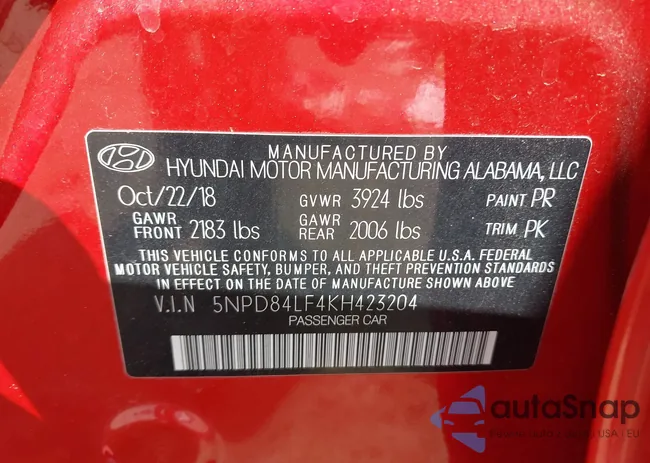 MANUFACTURED BY
HYUNDAI MOTOR MANUFACTURING ALABAMA, LLC
Oct/22/18 GVWR 3924 lbs PAINT PR
GAWR FRONT 2183 lbs GAWR REAR 2006 lbs TRIM PK
THIS VEHICLE CONFORMS TO ALL APPLICABLE U.S.A. FEDERAL
MOTOR VEHICLE SAFETY, BUMPER, AND THEFT PREVENTION STANDARDS
IN EFFECT ON THE DATE OF MANUFACTURE SHOWN ABOVE.
V.I.N 5NPD84LF4KH423204
PASSENGER CAR
autoSnap
USA | EU